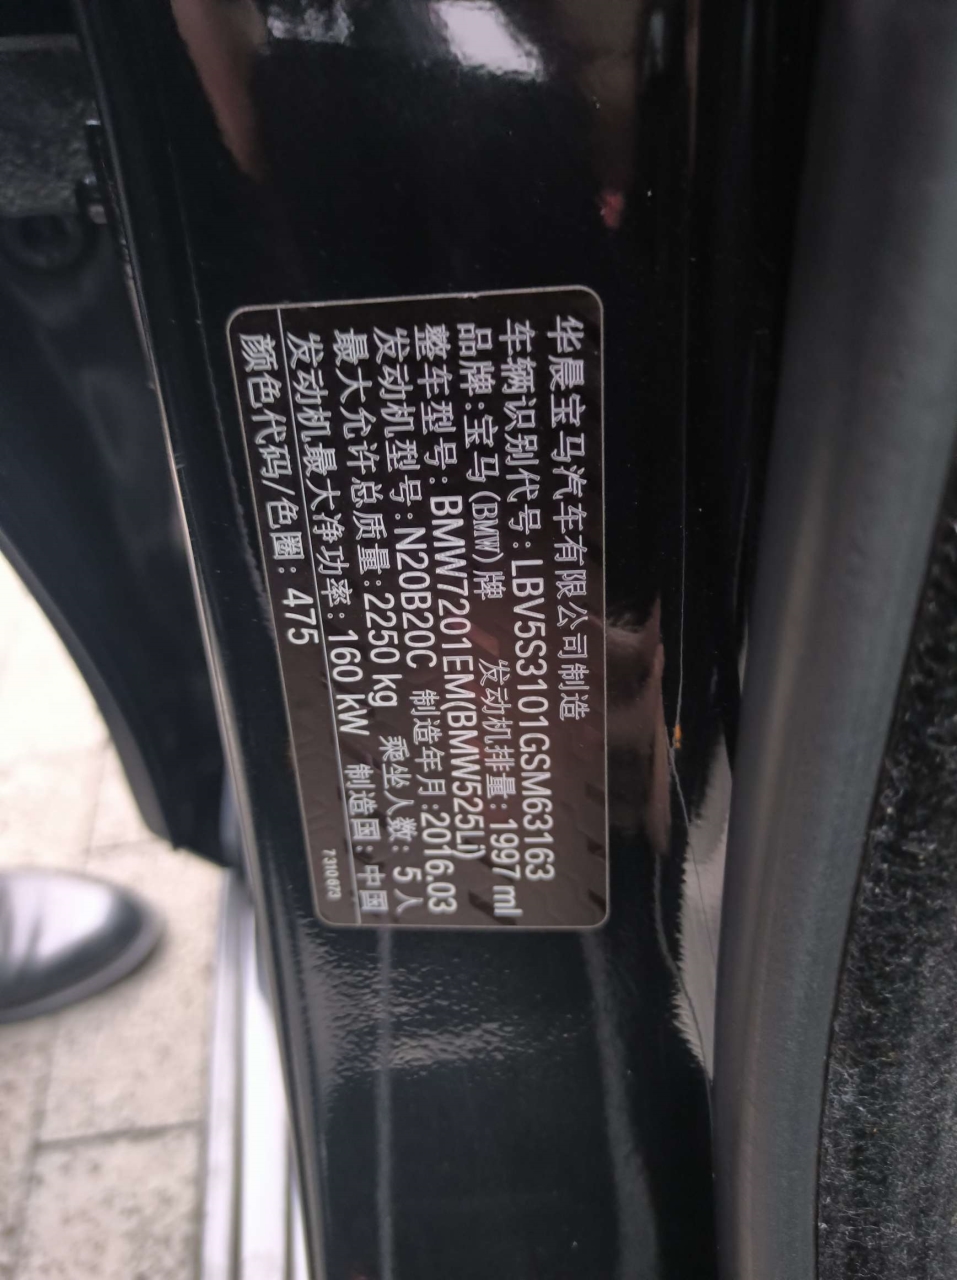 华晨宝马汽车有限公司制造
车辆识别代号: LBV5S3101GSM63163
品牌:宝马(BMW)牌 发动机排量: 1997 ml
整车型号: BMW7201EM(BMW525Li)
发动机型号: N20B20C 制造年月:2016.03
最大允许总质量:2250 kg 乘坐人数: 5人
发动机最大净功率: 160 kW 制造国: 中国
颜色代码/色圈: 475
7310673